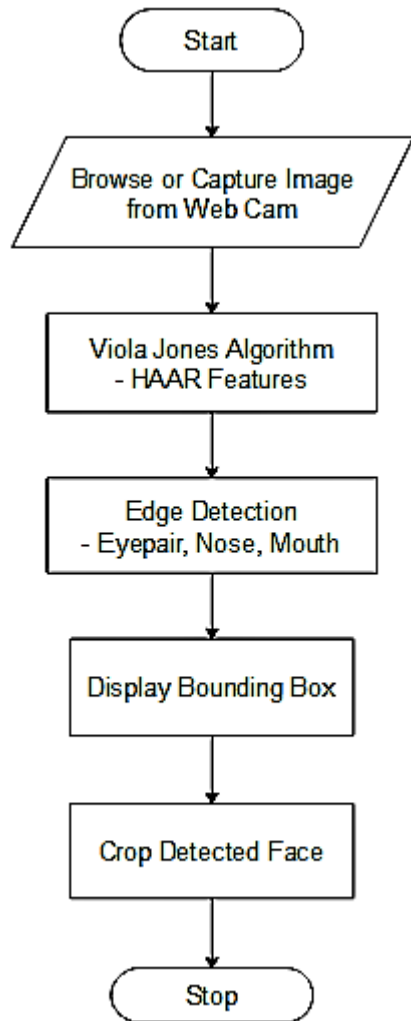 Start
Browse or Capture Image
from Web Cam
Viola Jones Algorithm
- HAAR Features
Edge Detection
- Eyepair, Nose, Mouth
Display Bounding Box
Crop Detected Face
Stop